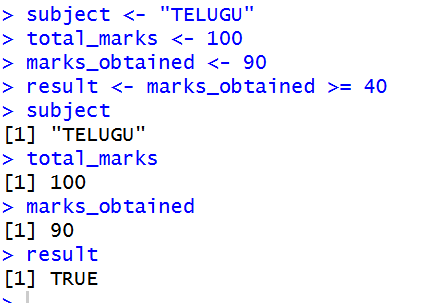 > subject <- "TELUGU"
> total_marks <- 100
> marks_obtained <- 90
> result <- marks_obtained >= 40
> subject
[1] "TELUGU"
> total_marks
[1] 100
> marks_obtained
[1] 90
> result
[1] TRUE
>